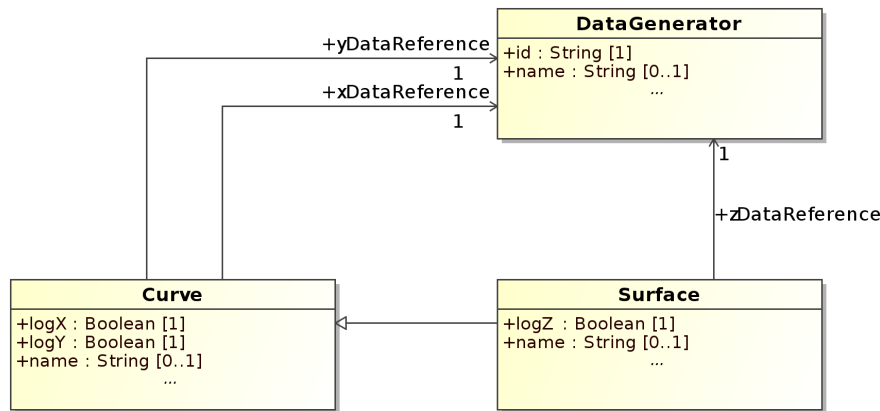 DataGenerator
+id : String [1]
+name : String [0..1]
...
+yDataReference
1
+xDataReference
1
1
+zDataReference
Curve
+logX : Boolean [1]
+logY : Boolean [1]
+name : String [0..1]
...
Surface
+logZ : Boolean [1]
+name : String [0..1]
...